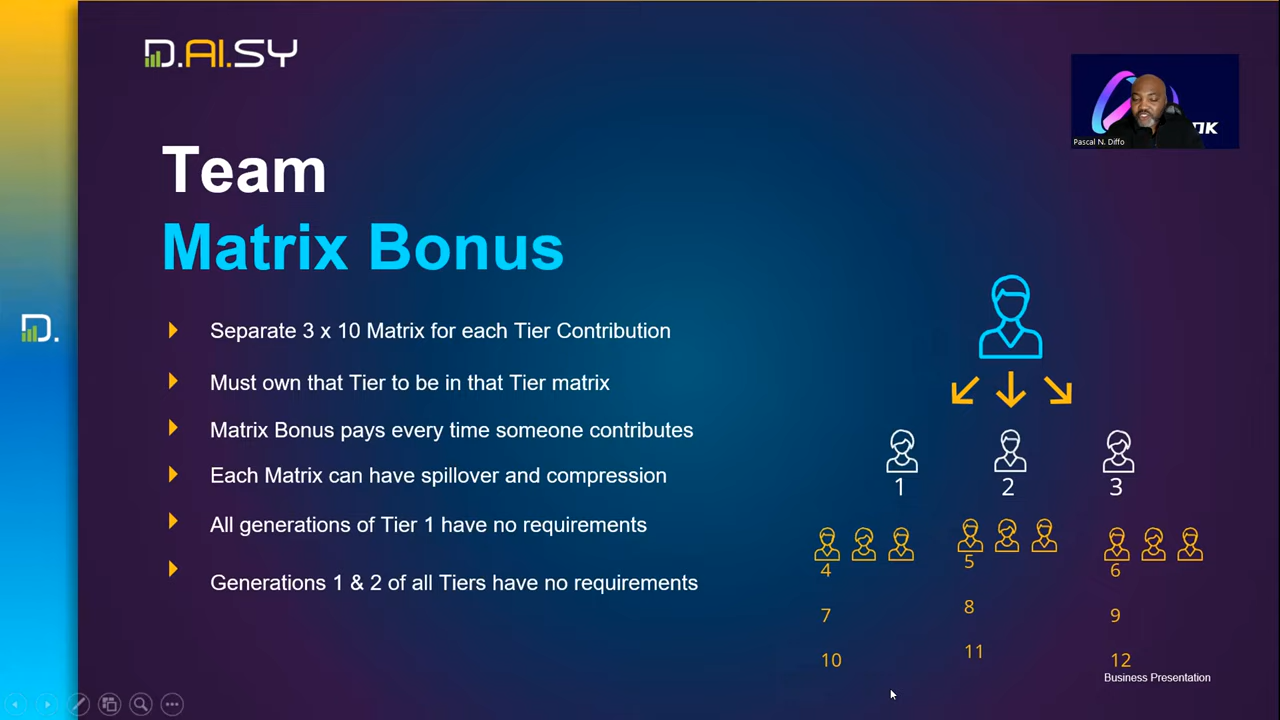 D.AI.SY
Pascal N. Diffo
Team
Matrix Bonus
D.
Separate 3 x 10 Matrix for each Tier Contribution
Must own that Tier to be in that Tier matrix
Matrix Bonus pays every time someone contributes
Each Matrix can have spillover and compression
All generations of Tier 1 have no requirements
Generations 1 & 2 of all Tiers have no requirements
1 2 3
4 5 6
7 8 9
10 11 12
Business Presentation